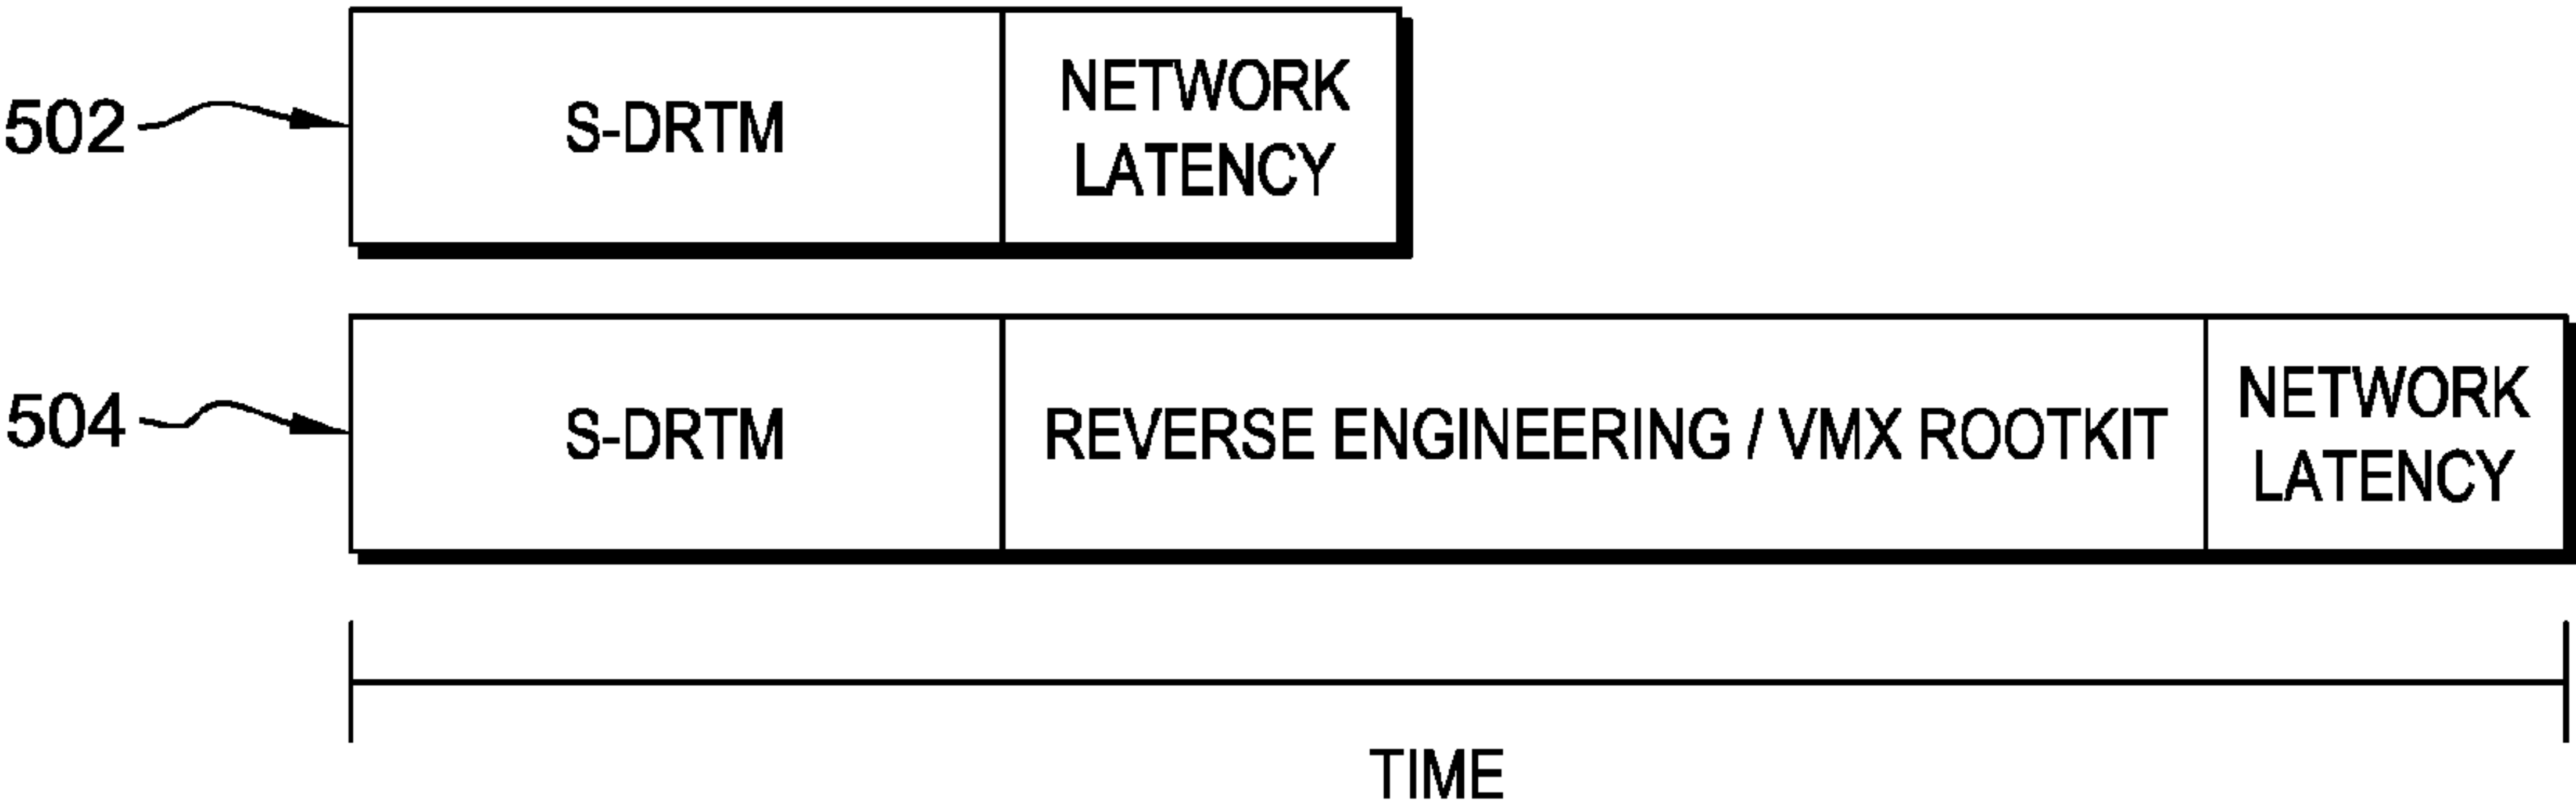 502
S-DRTM
NETWORK
LATENCY
504
S-DRTM
REVERSE ENGINEERING / VMX ROOTKIT
NETWORK
LATENCY
TIME